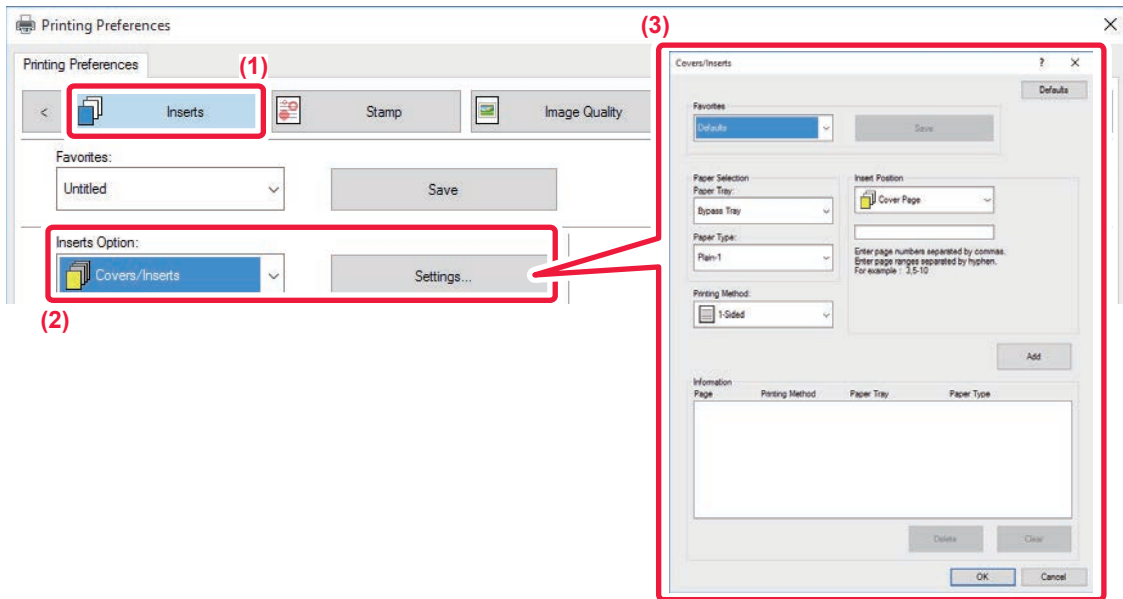 Printing Preferences
Printing Preferences
(1)
< Inserts Stamp Image Quality
Favorites:
Untitled Save
Inserts Option:
Covers/Inserts Settings...
(2)
(3)
Covers/Inserts ? ×
Defaults
Favorites
Defaults Save
Paper Selection
Paper Tray:
Bypass Tray
Paper Type:
Plain-1
Printing Method:
1-Sided
Insert Position
Cover Page
Enter page numbers separated by commas.
Enter page ranges separated by hyphen.
For example : 3,5-10
Add
Information
Page Printing Method Paper Tray Paper Type
Delete Clear
OK Cancel